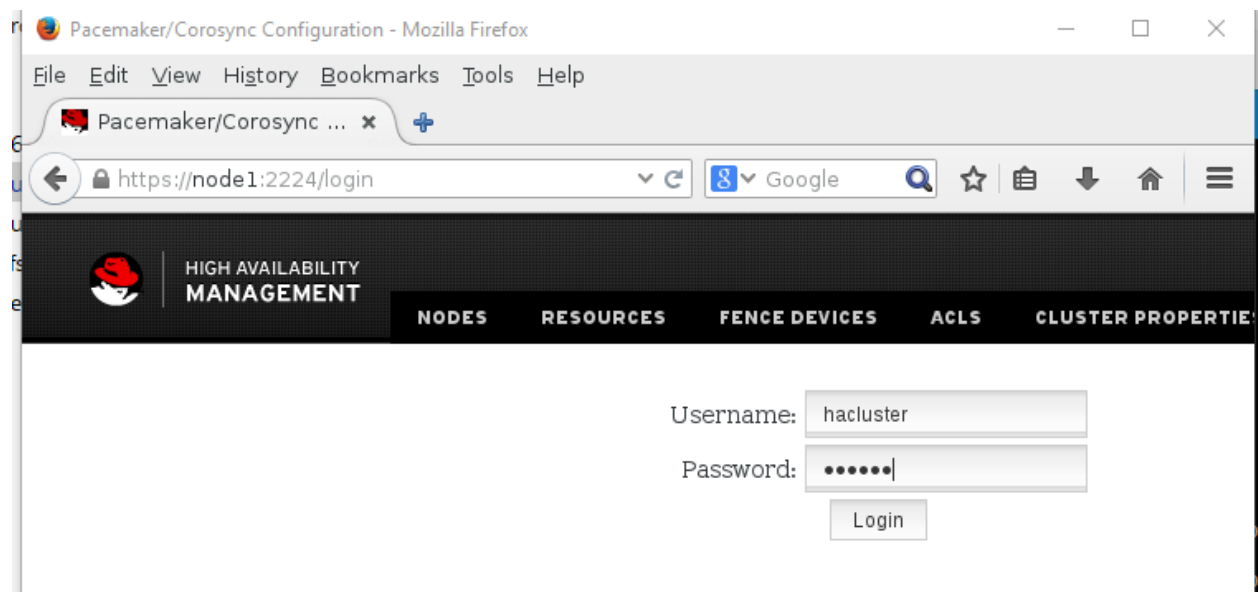 Pacemaker/Corosync Configuration - Mozilla Firefox
File Edit View History Bookmarks Tools Help
Pacemaker/Corosync ...
https://node1:2224/login
Google
HIGH AVAILABILITY
MANAGEMENT
NODES RESOURCES FENCE DEVICES ACLS CLUSTER PROPERTIES
Username: hacluster
Password: ••••••
Login